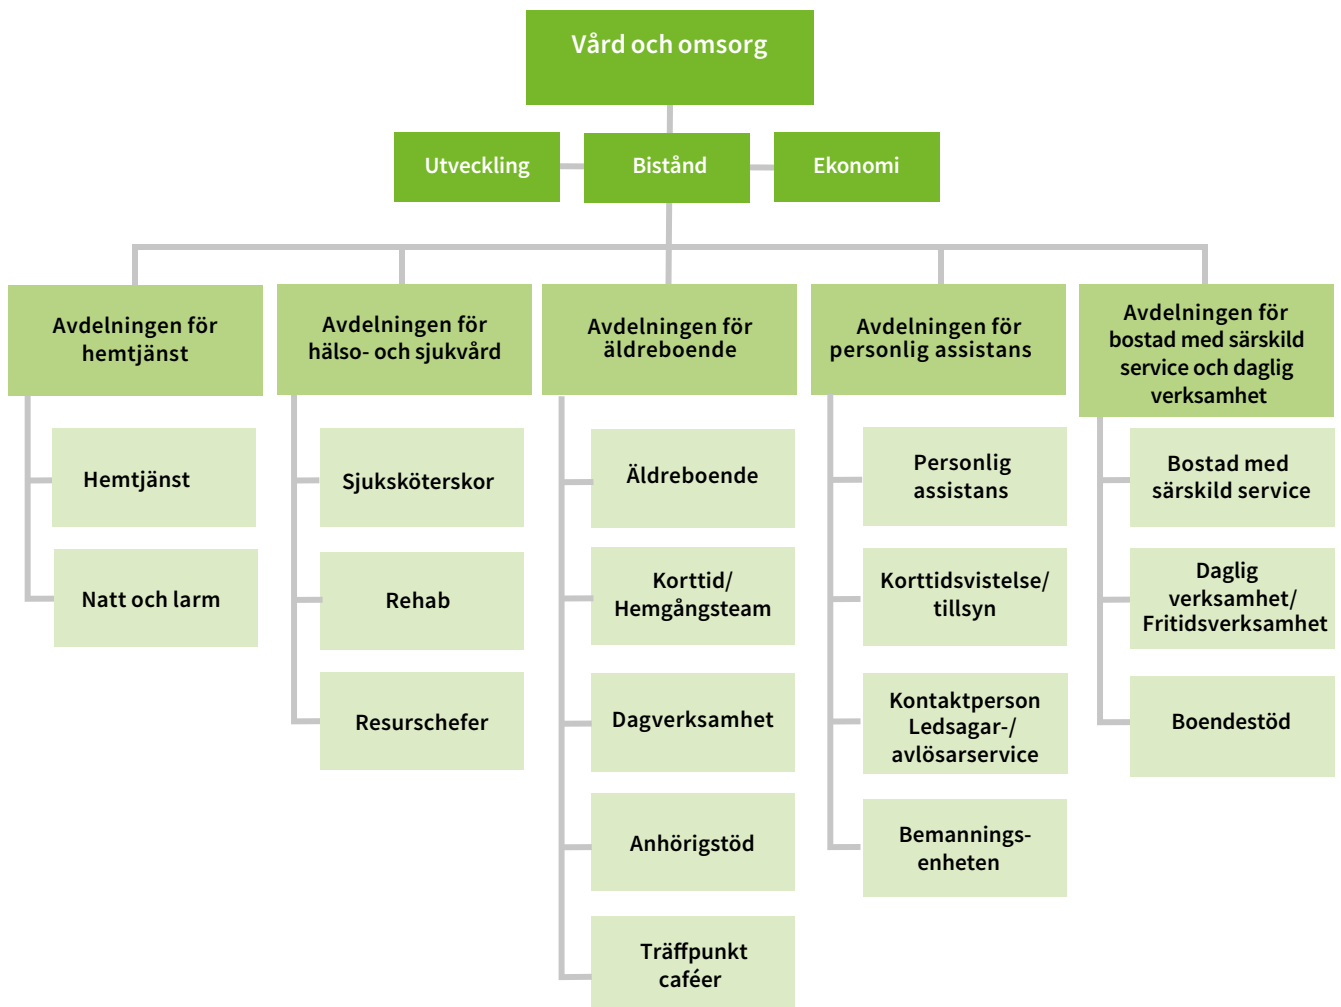 Vård och omsorg
Utveckling
Bistånd
Ekonomi
Avdelningen för
hemtjänst
Hemtjänst
Natt och larm
Avdelningen för
hälso- och sjukvård
Sjuksköterskor
Rehab
Resurschefer
Avdelningen för
äldreboende
Äldreboende
Korttid/
Hemgångsteam
Dagverksamhet
Anhörigstöd
Träffpunkt
caféer
Avdelningen för
personlig assistans
Personlig
assistans
Korttidsvistelse/
tillsyn
Kontaktperson
Ledsagar-/
avlösarservice
Bemannings-
enheten
Avdelningen för
bostad med särskild
service och daglig
verksamhet
Bostad med
särskild service
Daglig
verksamhet/
Fritidsverksamhet
Boendestöd